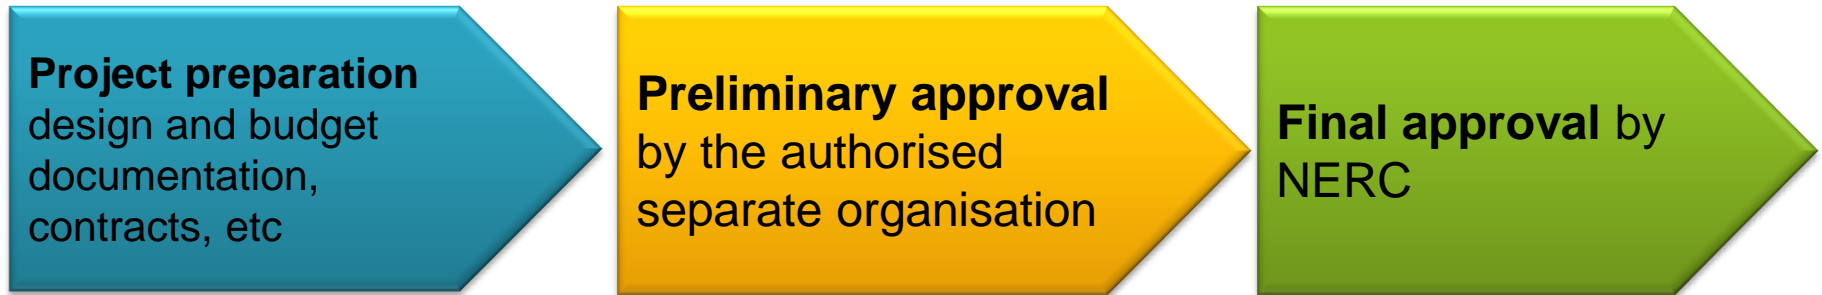 Project preparation
design and budget
documentation,
contracts, etc
Preliminary approval
by the authorised
separate organisation
Final approval by
NERC